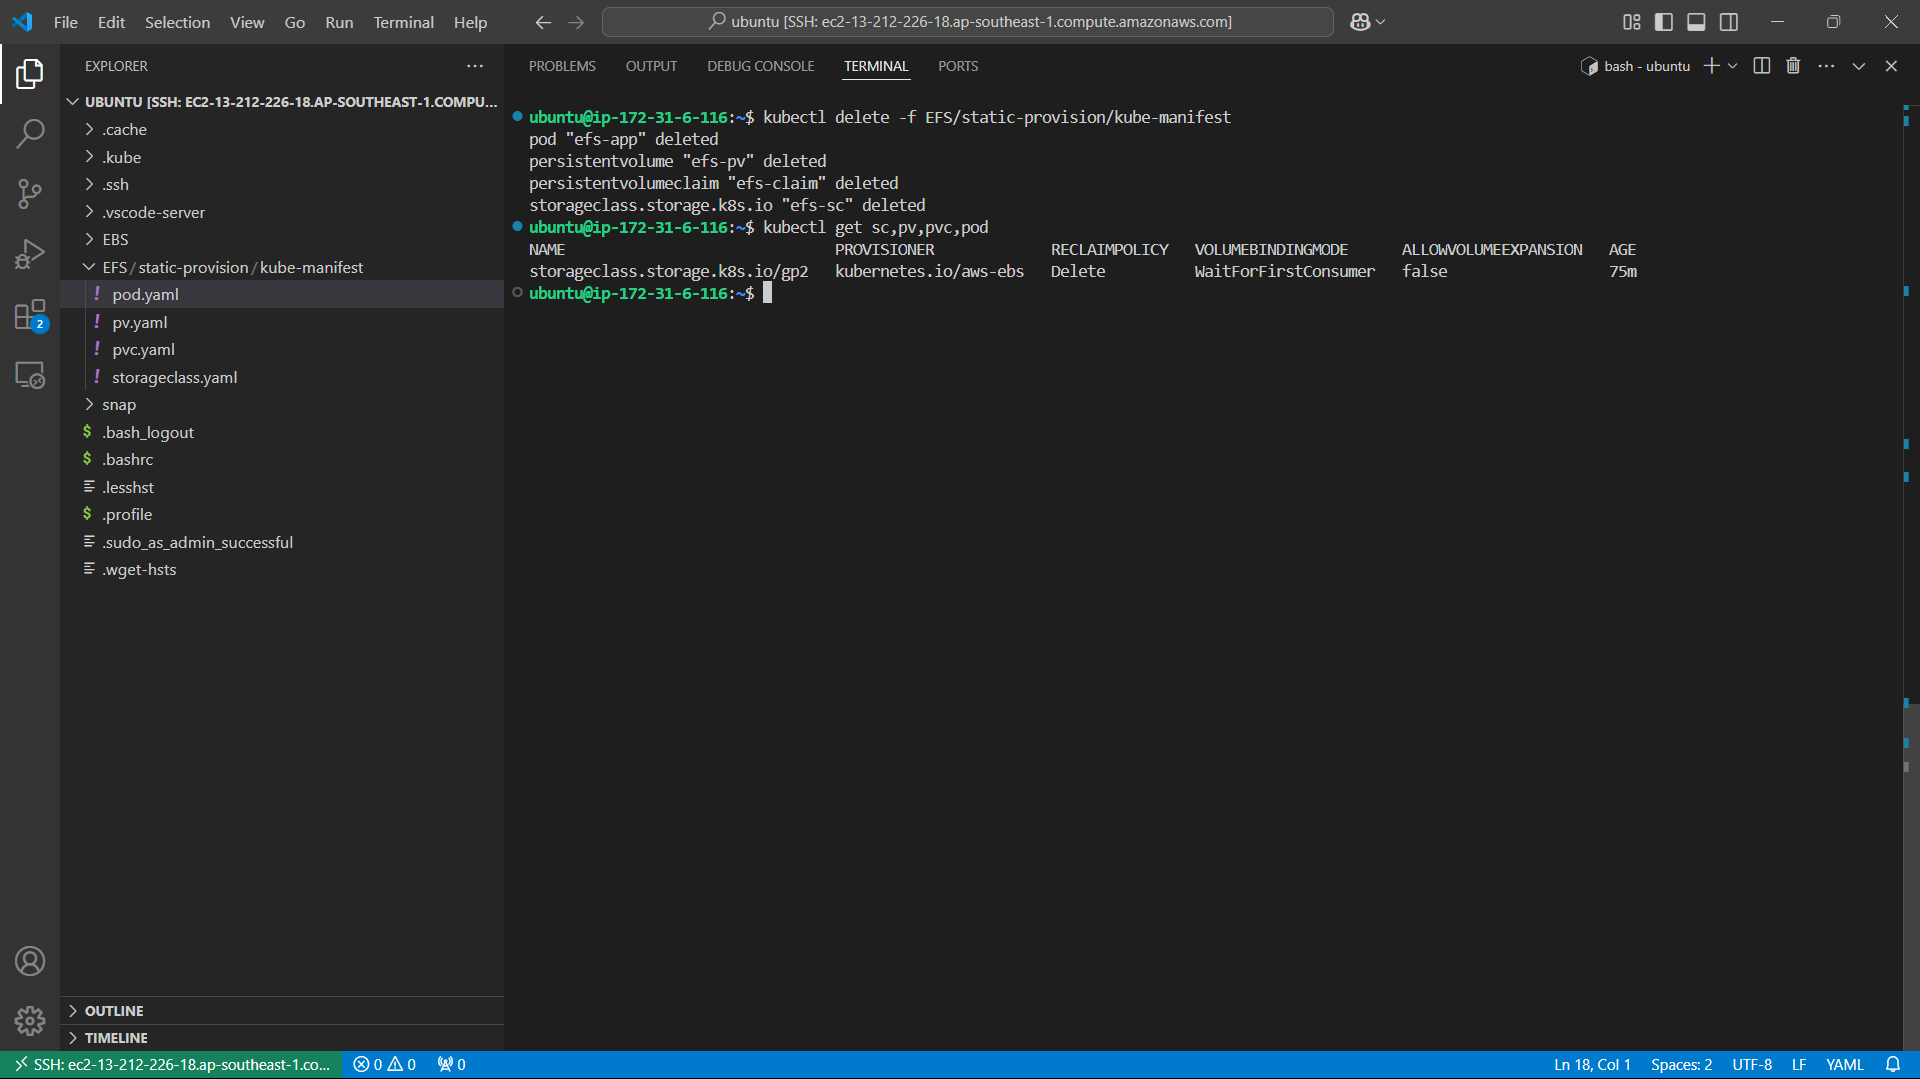 File Edit Selection View Go Run Terminal Help
ubuntu [SSH: ec2-13-212-226-18.ap-southeast-1.compute.amazonaws.com]
EXPLORER
UBUNTU [SSH: EC2-13-212-226-18.AP-SOUTHEAST-1.COMPU...
.cache
.kube
.ssh
.vscode-server
EBS
EFS/static-provision/kube-manifest
! pod.yaml
! pv.yaml
! pvc.yaml
! storageclass.yaml
snap
$ .bash_logout
$ .bashrc
.lesshst
$ .profile
.sudo_as_admin_successful
.wget-hsts
2
OUTLINE
TIMELINE
PROBLEMS OUTPUT DEBUG CONSOLE TERMINAL PORTS
bash - ubuntu
ubuntu@ip-172-31-6-116:~$ kubectl delete -f EFS/static-provision/kube-manifest
pod "efs-app" deleted
persistentvolume "efs-pv" deleted
persistentvolumeclaim "efs-claim" deleted
storageclass.storage.k8s.io "efs-sc" deleted
ubuntu@ip-172-31-6-116:~$ kubectl get sc,pv,pvc,pod
NAME PROVISIONER RECLAIMPOLICY VOLUMEBINDINGMODE ALLOWVOLUMEEXPANSION AGE
storageclass.storage.k8s.io/gp2 kubernetes.io/aws-ebs Delete WaitForFirstConsumer false 75m
ubuntu@ip-172-31-6-116:~$
SSH: ec2-13-212-226-18.ap-southeast-1.co... 0 0 0 Ln 18, Col 1 Spaces: 2 UTF-8 LF YAML